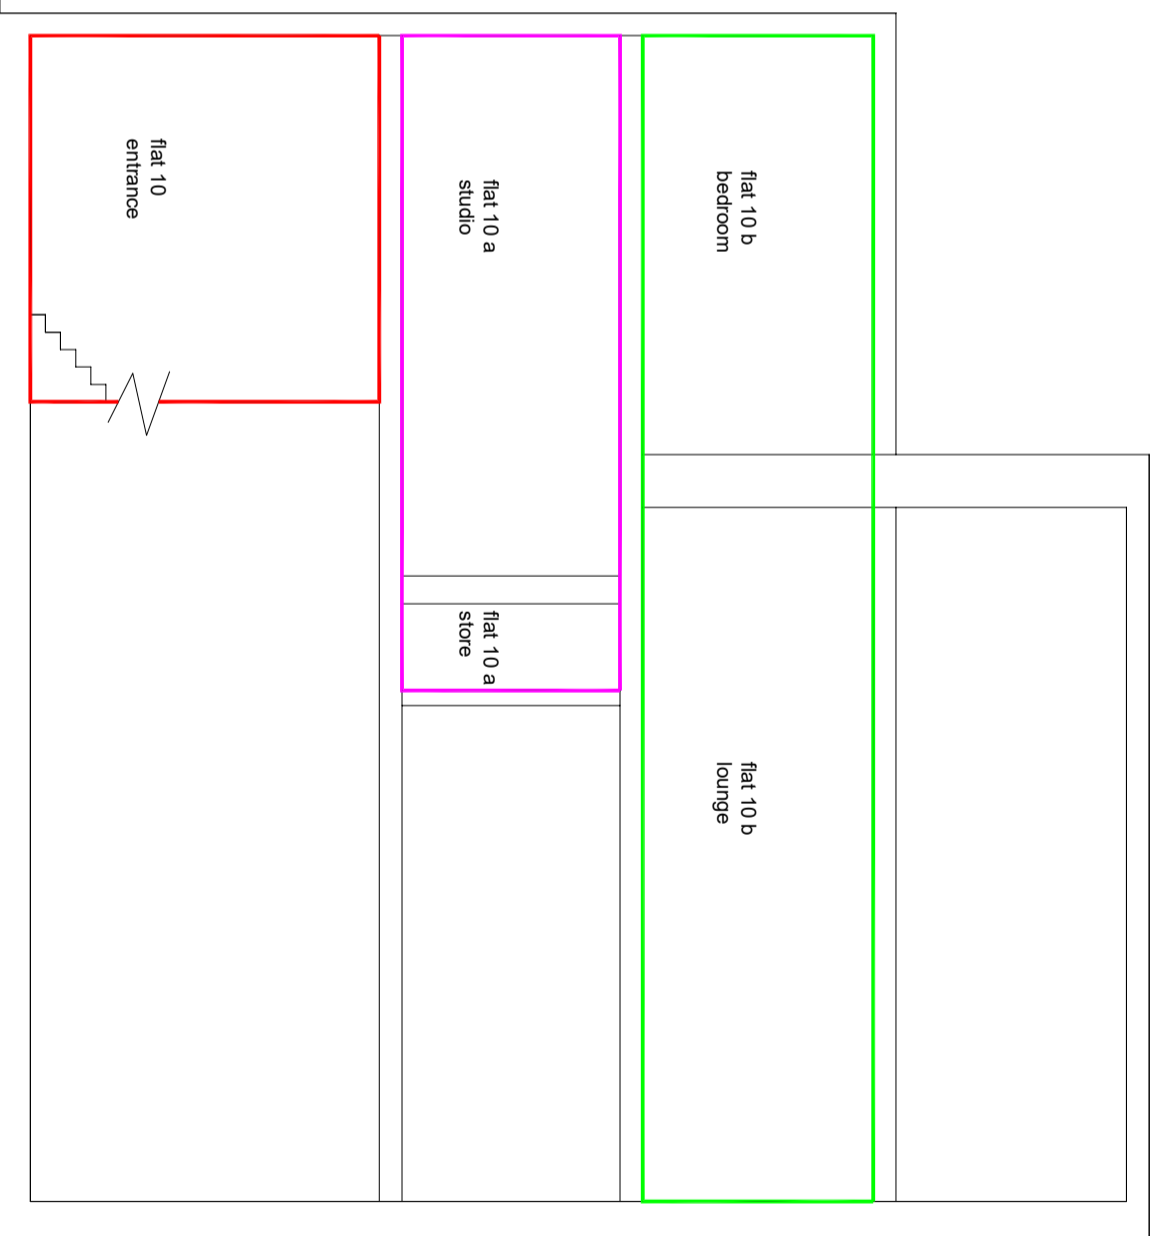 flat 10
entrance
flat 10 a
studio
flat 10 a
store
flat 10 b
bedroom
flat 10 b
lounge